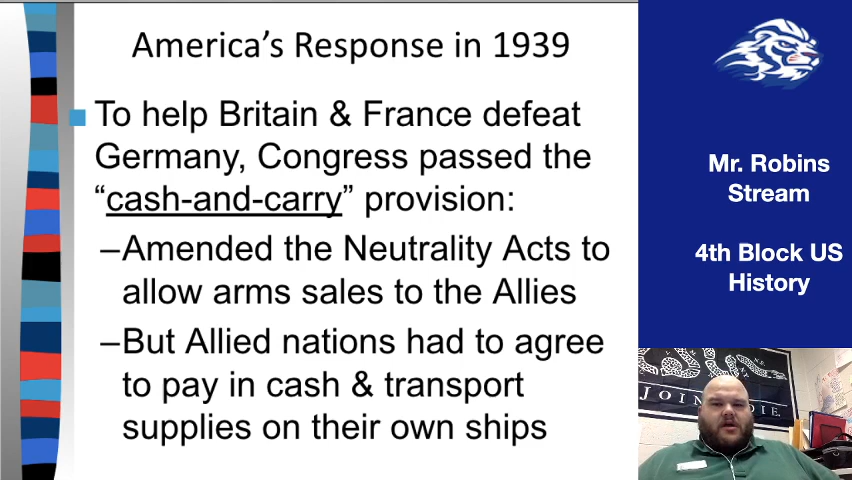 America's Response in 1939
To help Britain & France defeat
Germany, Congress passed the
“cash-and-carry” provision:
–Amended the Neutrality Acts to
allow arms sales to the Allies
–But Allied nations had to agree
to pay in cash & transport
supplies on their own ships
Mr. Robins
Stream
4th Block US
History
JOIN
DIE.